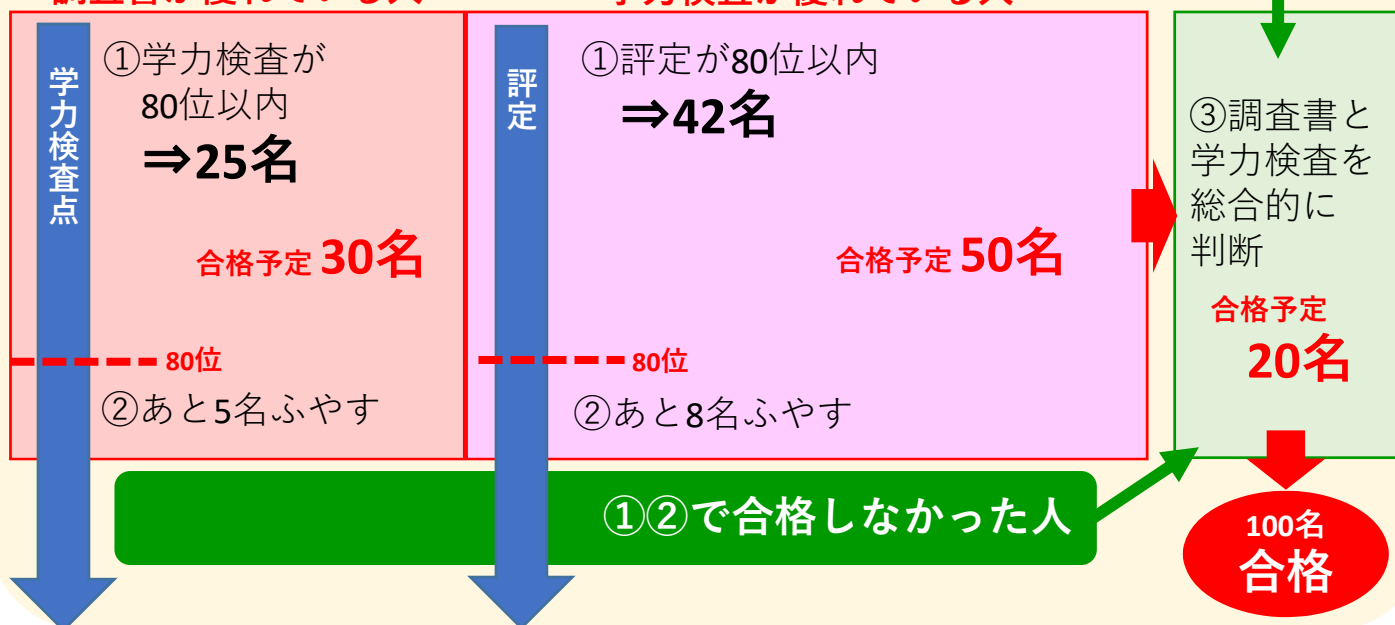 学力検査点
①学力検査が
80位以内
⇒25名
合格予定 30名
80位
②あと5名ふやす
評定
①評定が80位以内
⇒42名
合格予定 50名
80位
②あと8名ふやす
③調査書と
学力検査を
総合的に
判断
合格予定
20名
①②で合格しなかった人
100名
合格